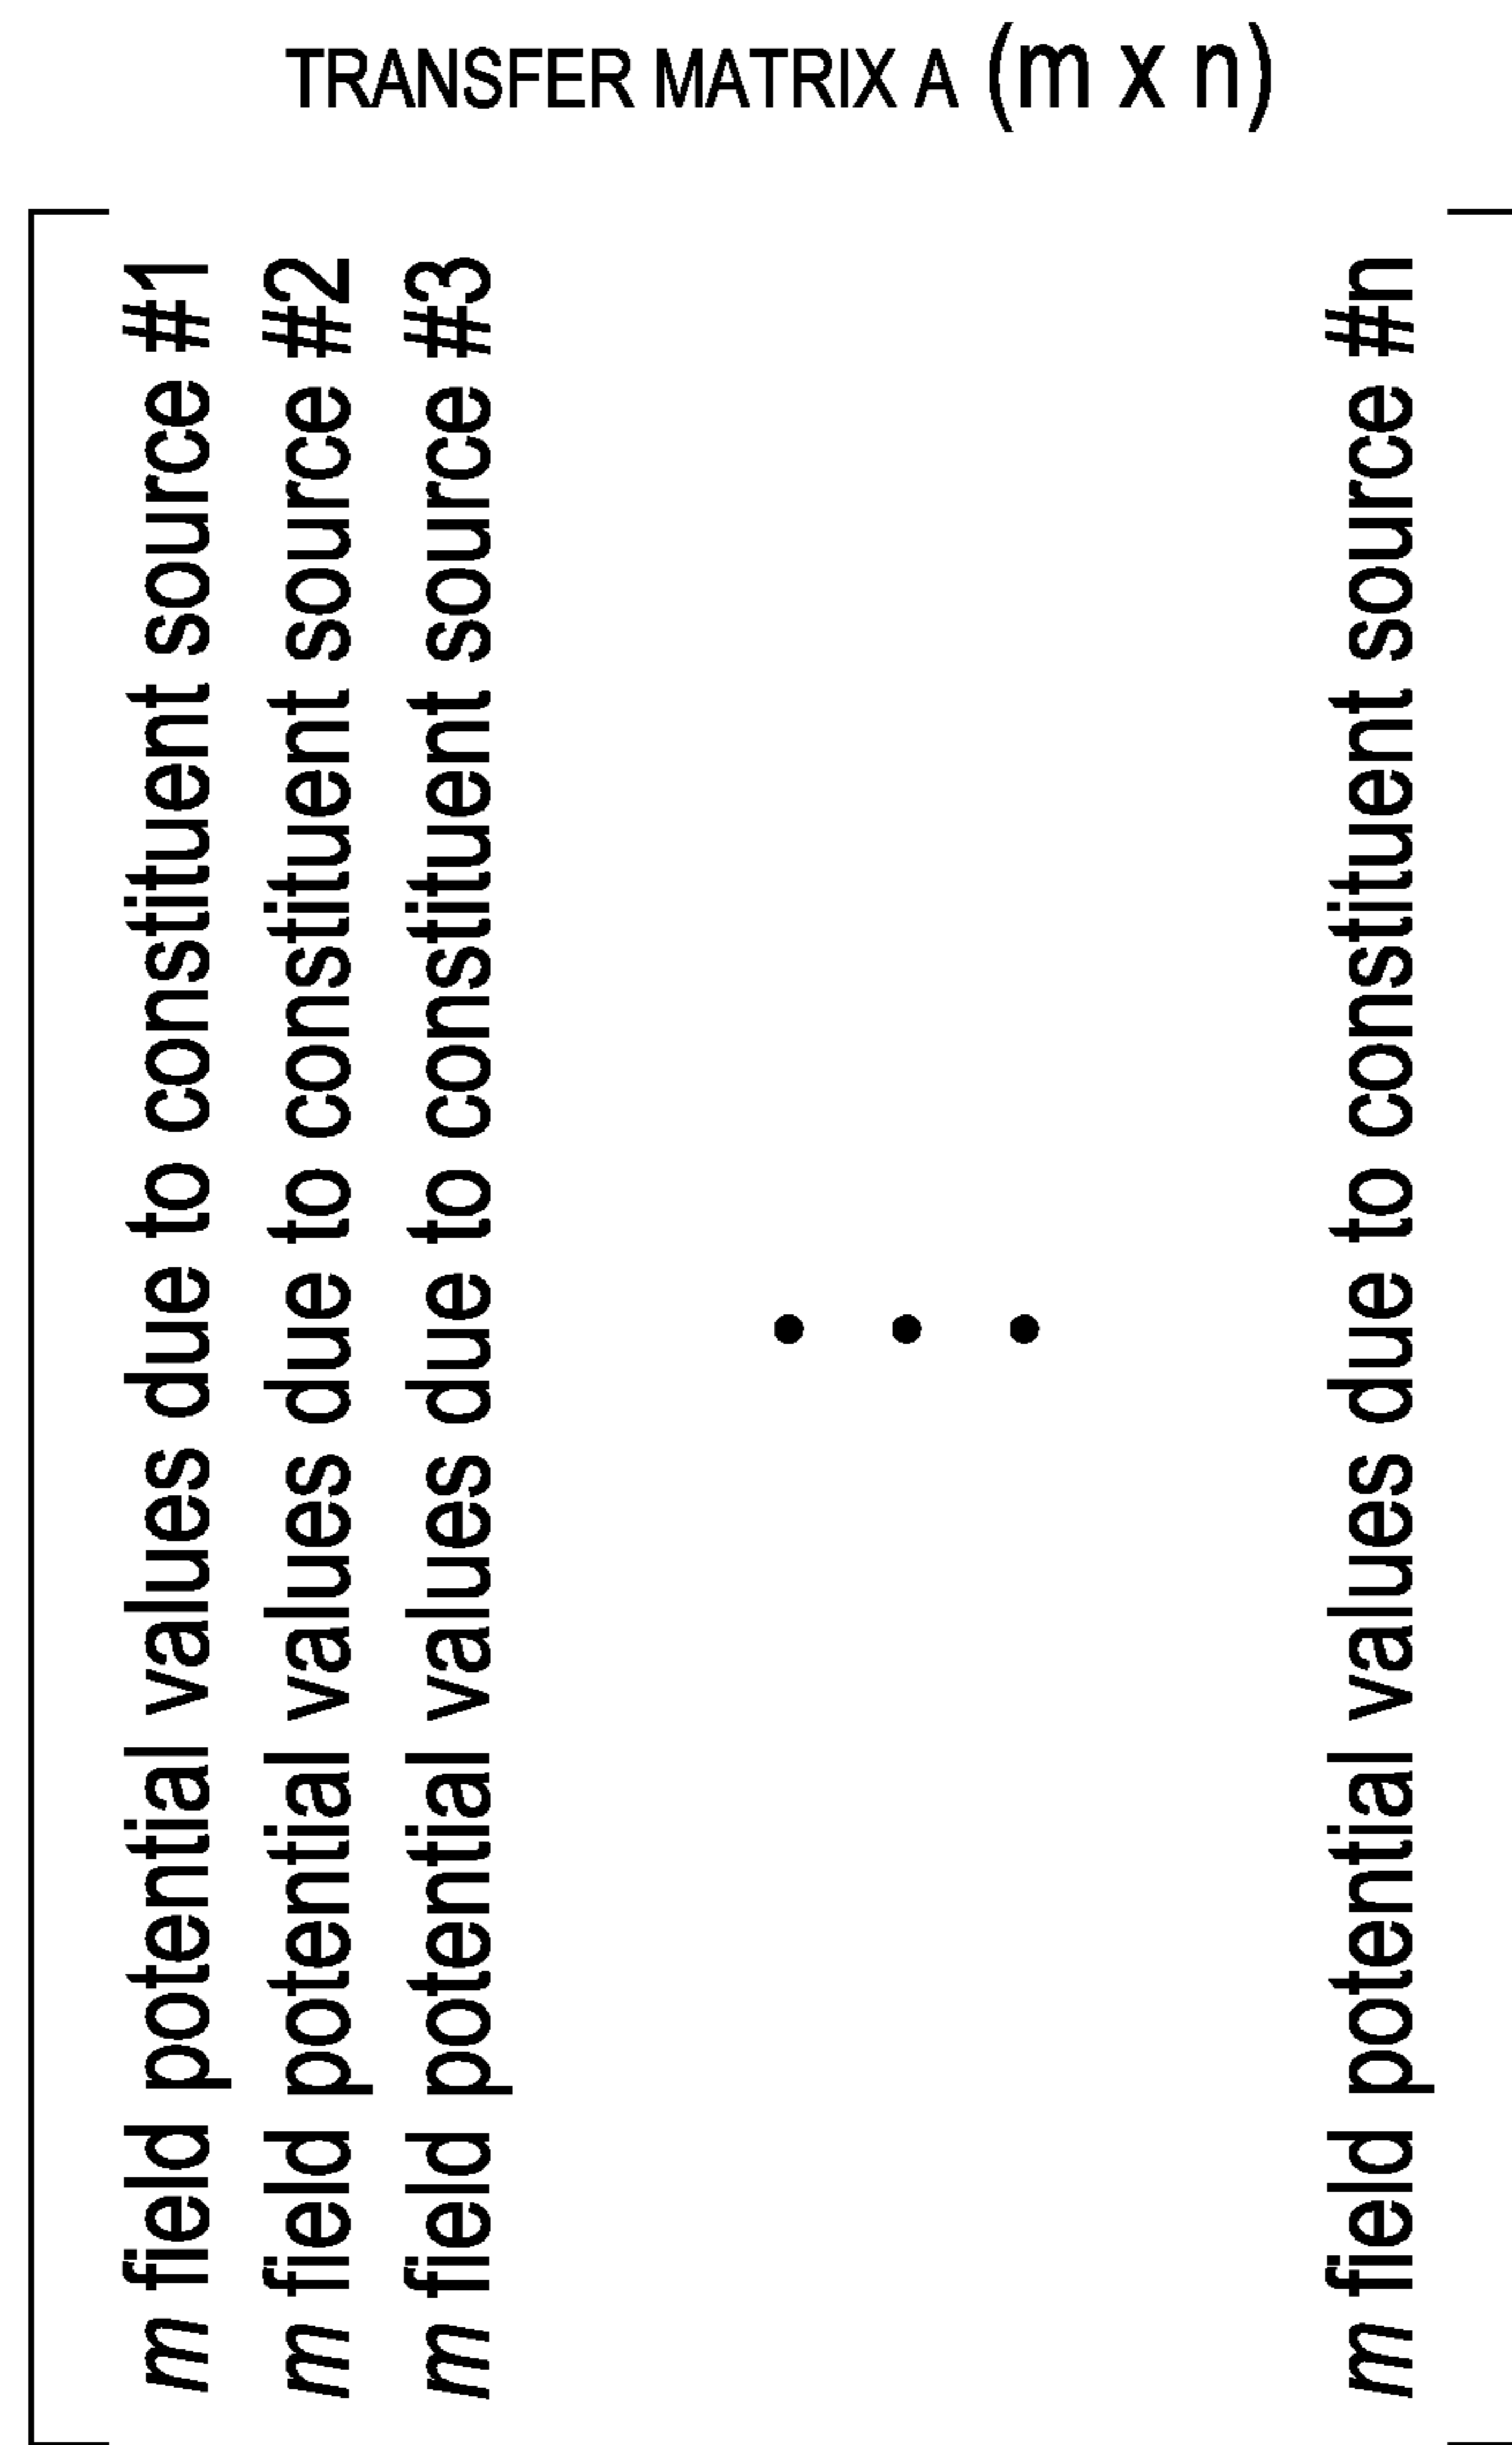 TRANSFER MATRIX A (m x n)
m field potential values due to constituent source #1
m field potential values due to constituent source #2
m field potential values due to constituent source #3
• • •
m field potential values due to constituent source #n